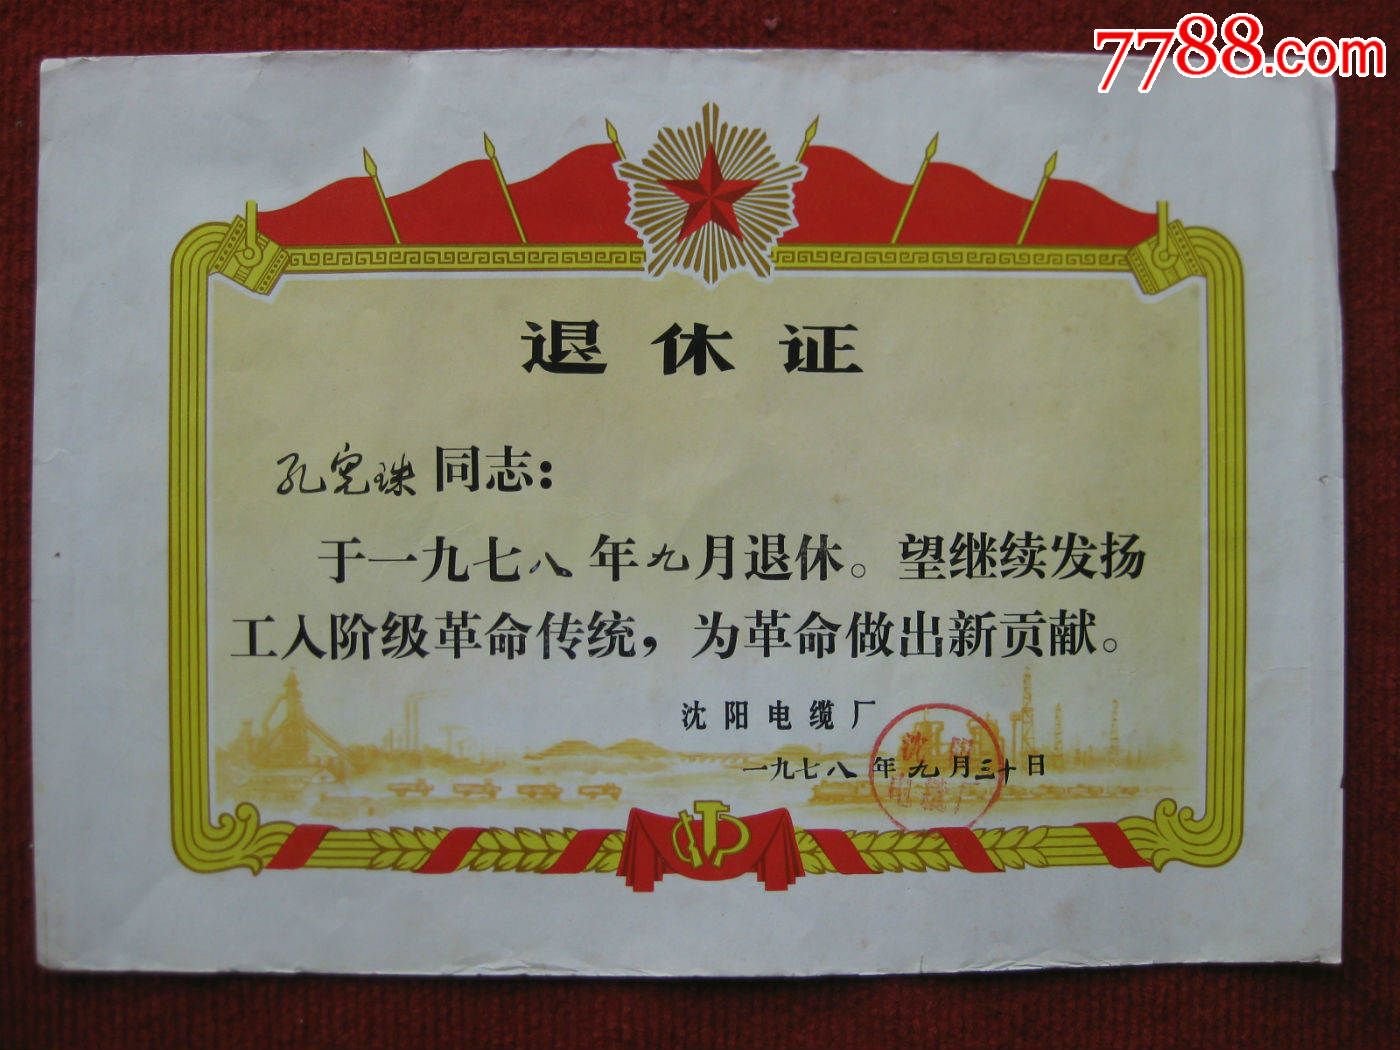 7788.com
退休证
孔宪珠同志：
于一九七八年九月退休。望继续发扬
工人阶级革命传统，为革命做出新贡献。
沈阳电缆厂
一九七八年九月三十日